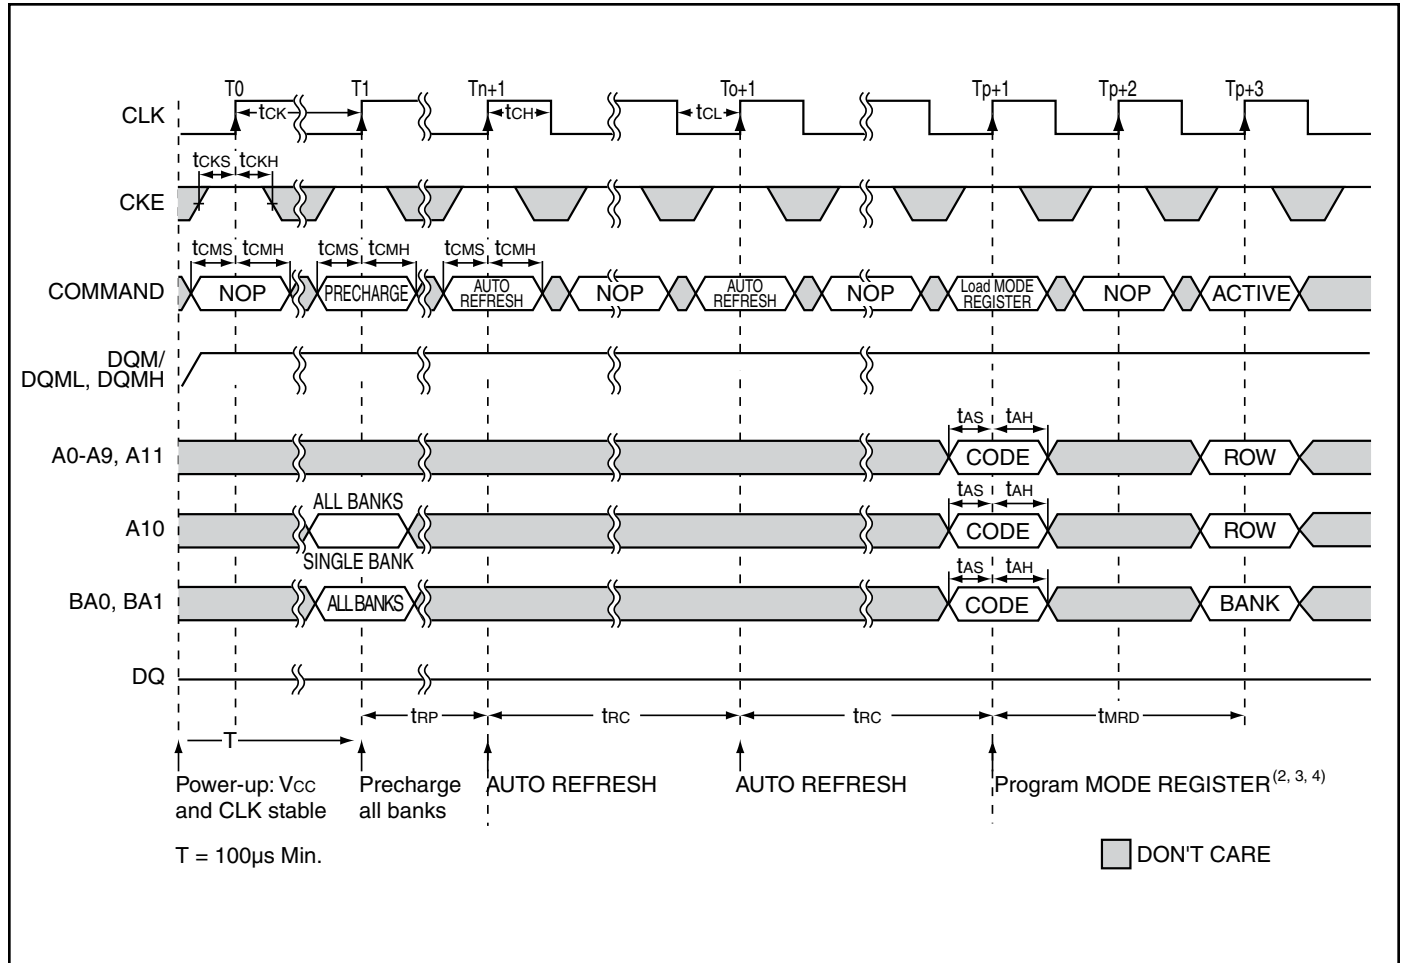 T0 T1 Tn+1 To+1 Tp+1 Tp+2 Tp+3
CLK tCK tCH tCL
tCKS tCKH
CKE
tCMS tCMH tCMS tCMH tCMS tCMH
COMMAND NOP PRECHARGE AUTO REFRESH NOP AUTO REFRESH NOP Load MODE REGISTER NOP ACTIVE
DQM/
DQML, DQMH
tAS tAH
A0-A9, A11 CODE ROW
ALL BANKS tAS tAH
A10 CODE ROW
SINGLE BANK tAS tAH
BA0, BA1 ALL BANKS CODE BANK
DQ
tRP tRC tRC tMRD
T
Power-up: VCC
and CLK stable
Precharge
all banks
AUTO REFRESH
AUTO REFRESH
Program MODE REGISTER(2, 3, 4)
T = 100µs Min.
DON'T CARE